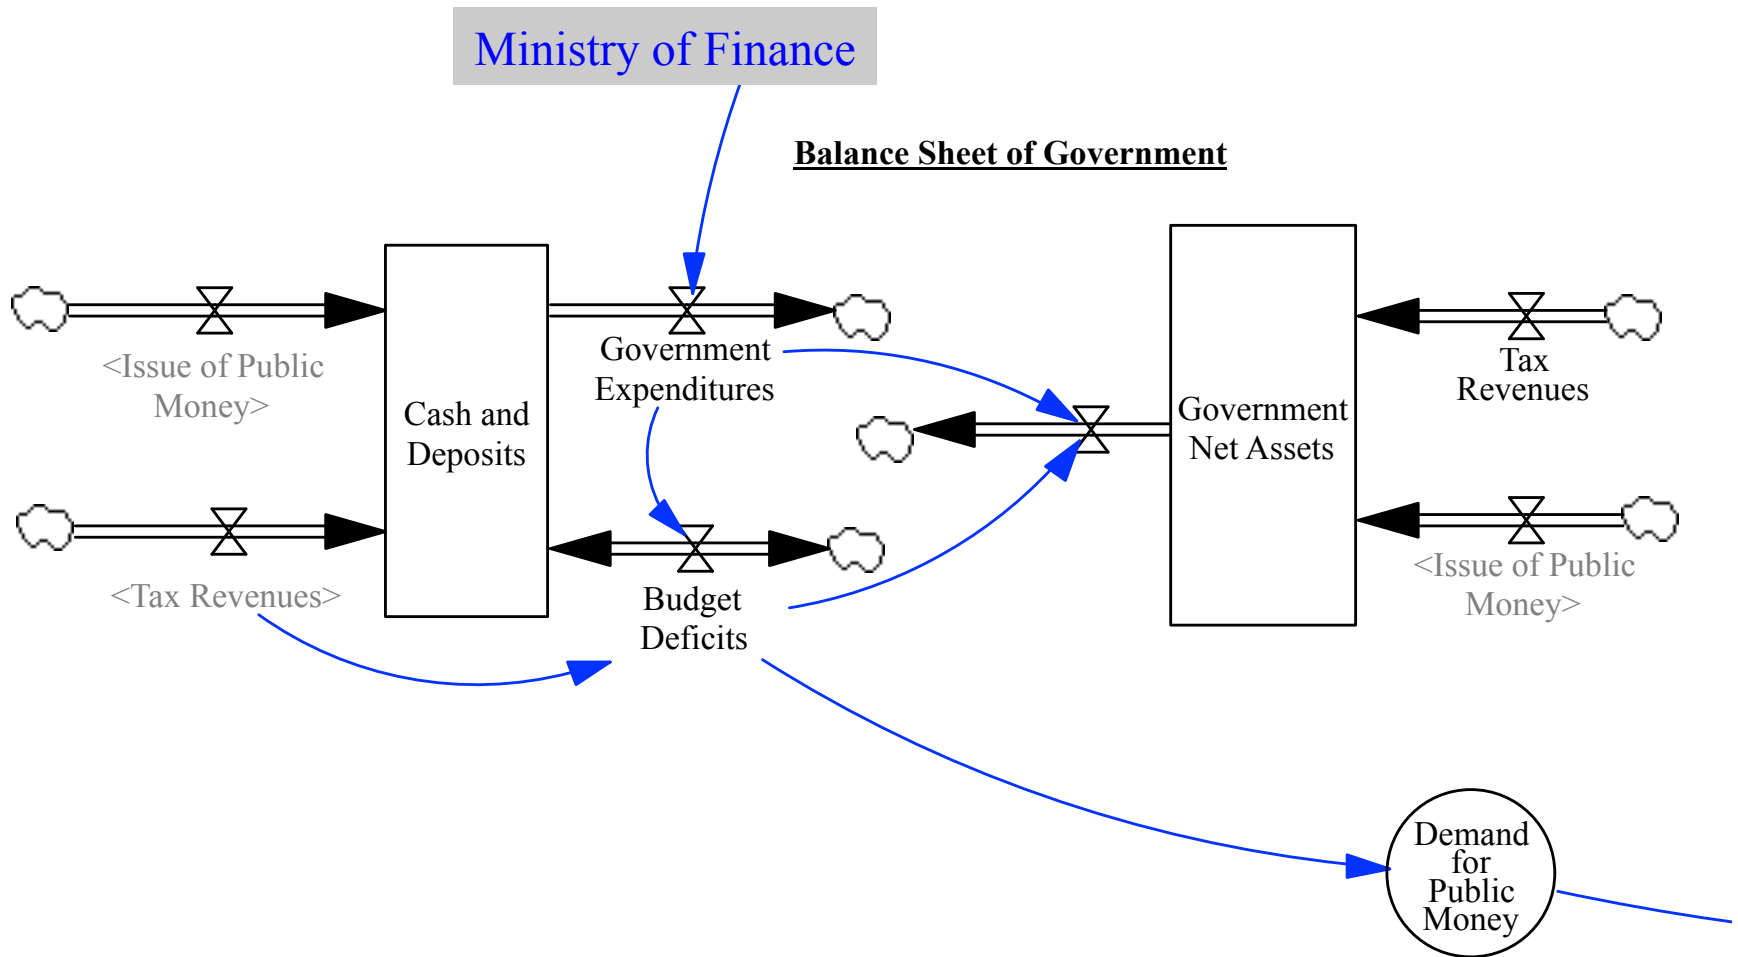 Ministry of Finance
Balance Sheet of Government
<Issue of Public
Money>
Cash and
Deposits
Government
Expenditures
Government
Net Assets
Tax
Revenues
<Tax Revenues>
Budget
Deficits
<Issue of Public
Money>
Demand
for
Public
Money